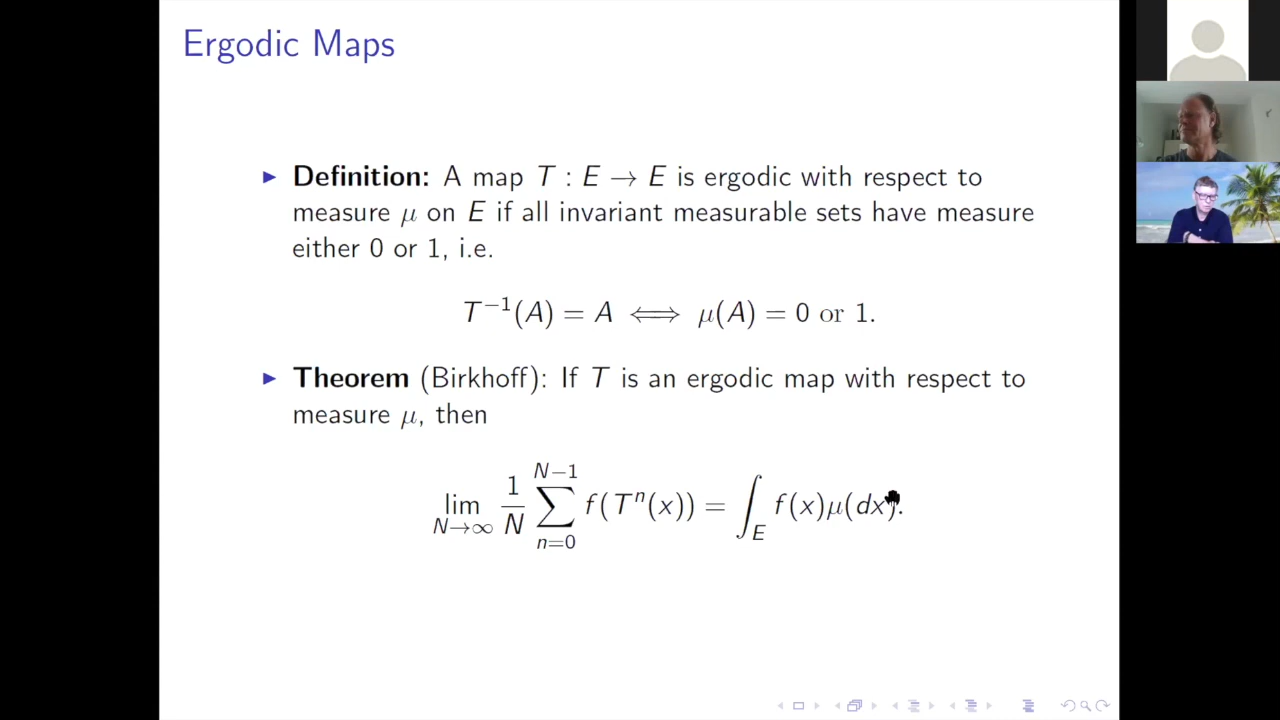 Ergodic Maps
▶ Definition: A map T : E → E is ergodic with respect to
measure μ on E if all invariant measurable sets have measure
either 0 or 1, i.e.
T⁻¹(A) = A ⟺ μ(A) = 0 or 1.
▶ Theorem (Birkhoff): If T is an ergodic map with respect to
measure μ, then
lim_{N→∞} 1/N ∑_{n=0}^{N−1} f(Tⁿ(x)) = ∫_E f(x)μ(dx).